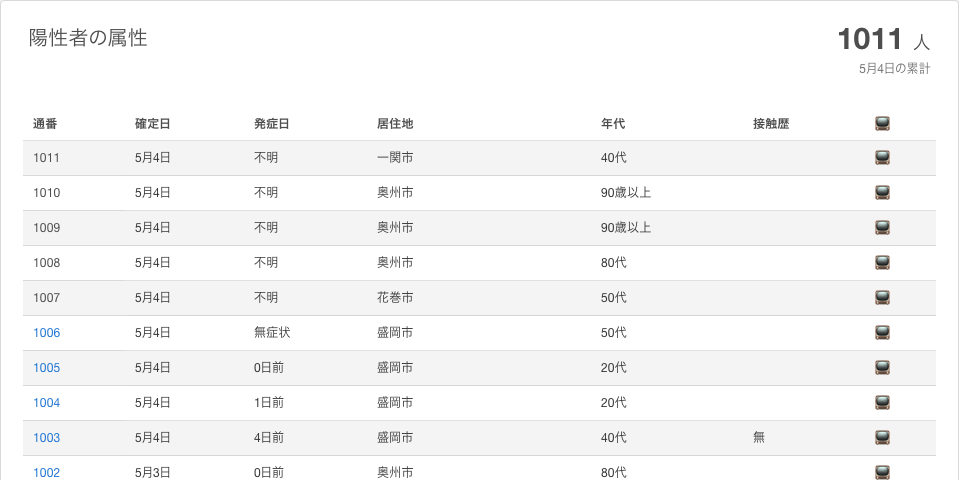 陽性者の属性
1011 人
5月4日の累計
通番 確定日 発症日 居住地 年代 接触歴
1011 5月4日 不明 一関市 40代
1010 5月4日 不明 奥州市 90歳以上
1009 5月4日 不明 奥州市 90歳以上
1008 5月4日 不明 奥州市 80代
1007 5月4日 不明 花巻市 50代
1006 5月4日 無症状 盛岡市 50代
1005 5月4日 0日前 盛岡市 20代
1004 5月4日 1日前 盛岡市 20代
1003 5月4日 4日前 盛岡市 40代 無
1002 5月3日 0日前 奥州市 80代